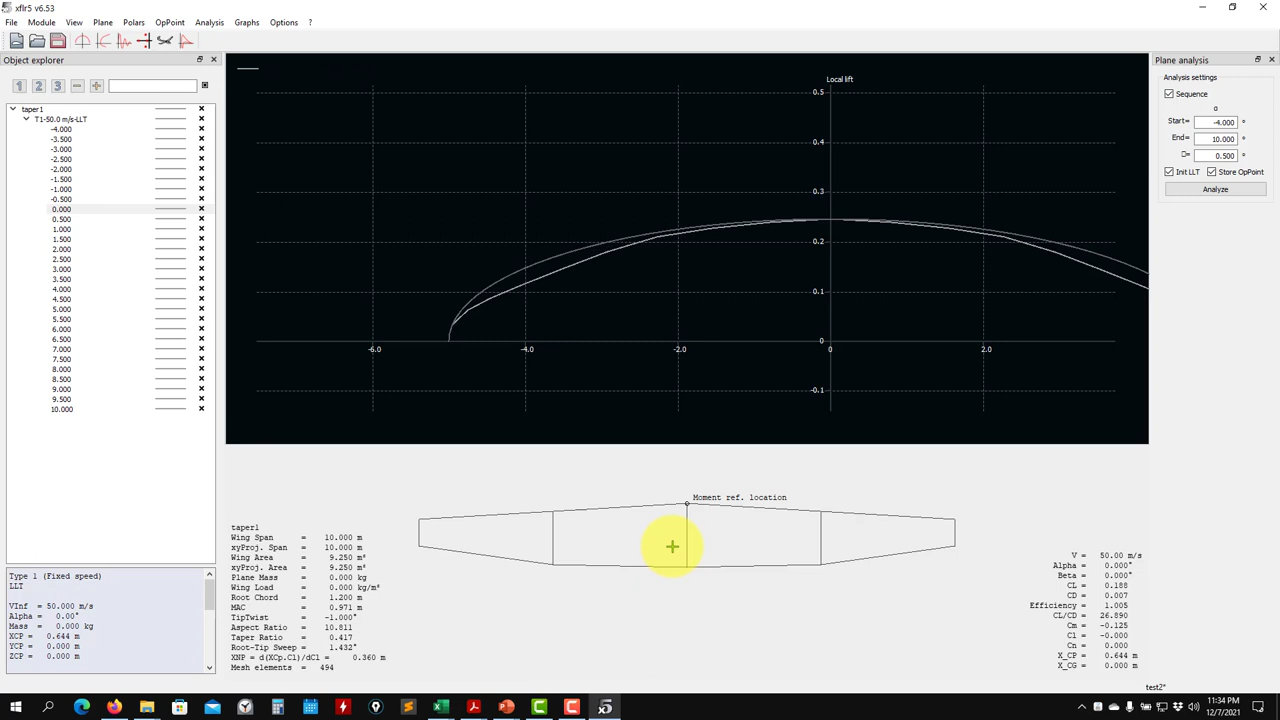 xflr5 v6.53
File Module View Plane Polars OpPoint Analysis Graphs Options ?
Object explorer
1 2 3
taper1
T1-50.0 m/s-LLT
-4.000
-3.500
-3.000
-2.500
-2.000
-1.500
-1.000
-0.500
0.000
0.500
1.000
1.500
2.000
2.500
3.000
3.500
4.000
4.500
5.000
5.500
6.000
6.500
7.000
7.500
8.000
8.500
9.000
9.500
10.000
Type 1 (Fixed speed)
LLT
VInf = 50.000 m/s
Alpha = 0.00°
Mass = 0.000 kg
XCP = 0.644 m
YCP = 0.000 m
ZCP = 0.000 m
Local lift
0.5
0.4
0.3
0.2
0.1
0
-0.1
-6.0 -4.0 -2.0 0 2.0
Moment ref. location
taper1
Wing Span = 10.000 m
xyProj. Span = 10.000 m
Wing Area = 9.250 m²
xyProj. Area = 9.250 m²
Plane Mass = 0.000 kg
Wing Load = 0.000 kg/m²
Root Chord = 1.200 m
MAC = 0.971 m
TipTwist = -1.000°
Aspect Ratio = 10.811
Taper Ratio = 0.417
Root-Tip Sweep = 1.432°
XNP = d(XCp.Cl)/dCl = 0.360 m
Mesh elements = 494
V = 50.00 m/s
Alpha = 0.000°
Beta = 0.000°
CL = 0.188
CD = 0.007
Efficiency = 1.005
CL/CD = 26.890
Cm = -0.125
Cl = -0.000
Cn = 0.000
X_CP = 0.644 m
X_CG = 0.000 m
Plane analysis
Analysis settings
Sequence
α
Start= -4.000 °
End= 10.000 °
= 0.500 °
Init LLT Store OpPoint
Analyze
test2*
11:34 PM
12/7/2021